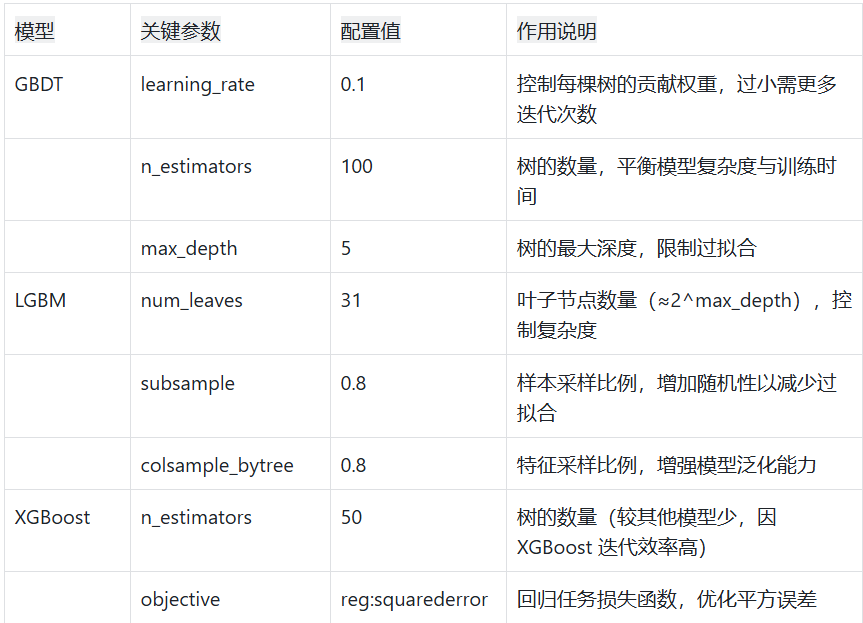 模型 关键参数 配置值 作用说明
GBDT learning_rate 0.1 控制每棵树的贡献权重，过小需更多
迭代次数
n_estimators 100 树的数量，平衡模型复杂度与训练时
间
max_depth 5 树的最大深度，限制过拟合
LGBM num_leaves 31 叶子节点数量（≈2^max_depth），控
制复杂度
subsample 0.8 样本采样比例，增加随机性以减少过
拟合
colsample_bytree 0.8 特征采样比例，增强模型泛化能力
XGBoost n_estimators 50 树的数量（较其他模型少，因
XGBoost 迭代效率高）
objective reg:squarederror 回归任务损失函数，优化平方误差